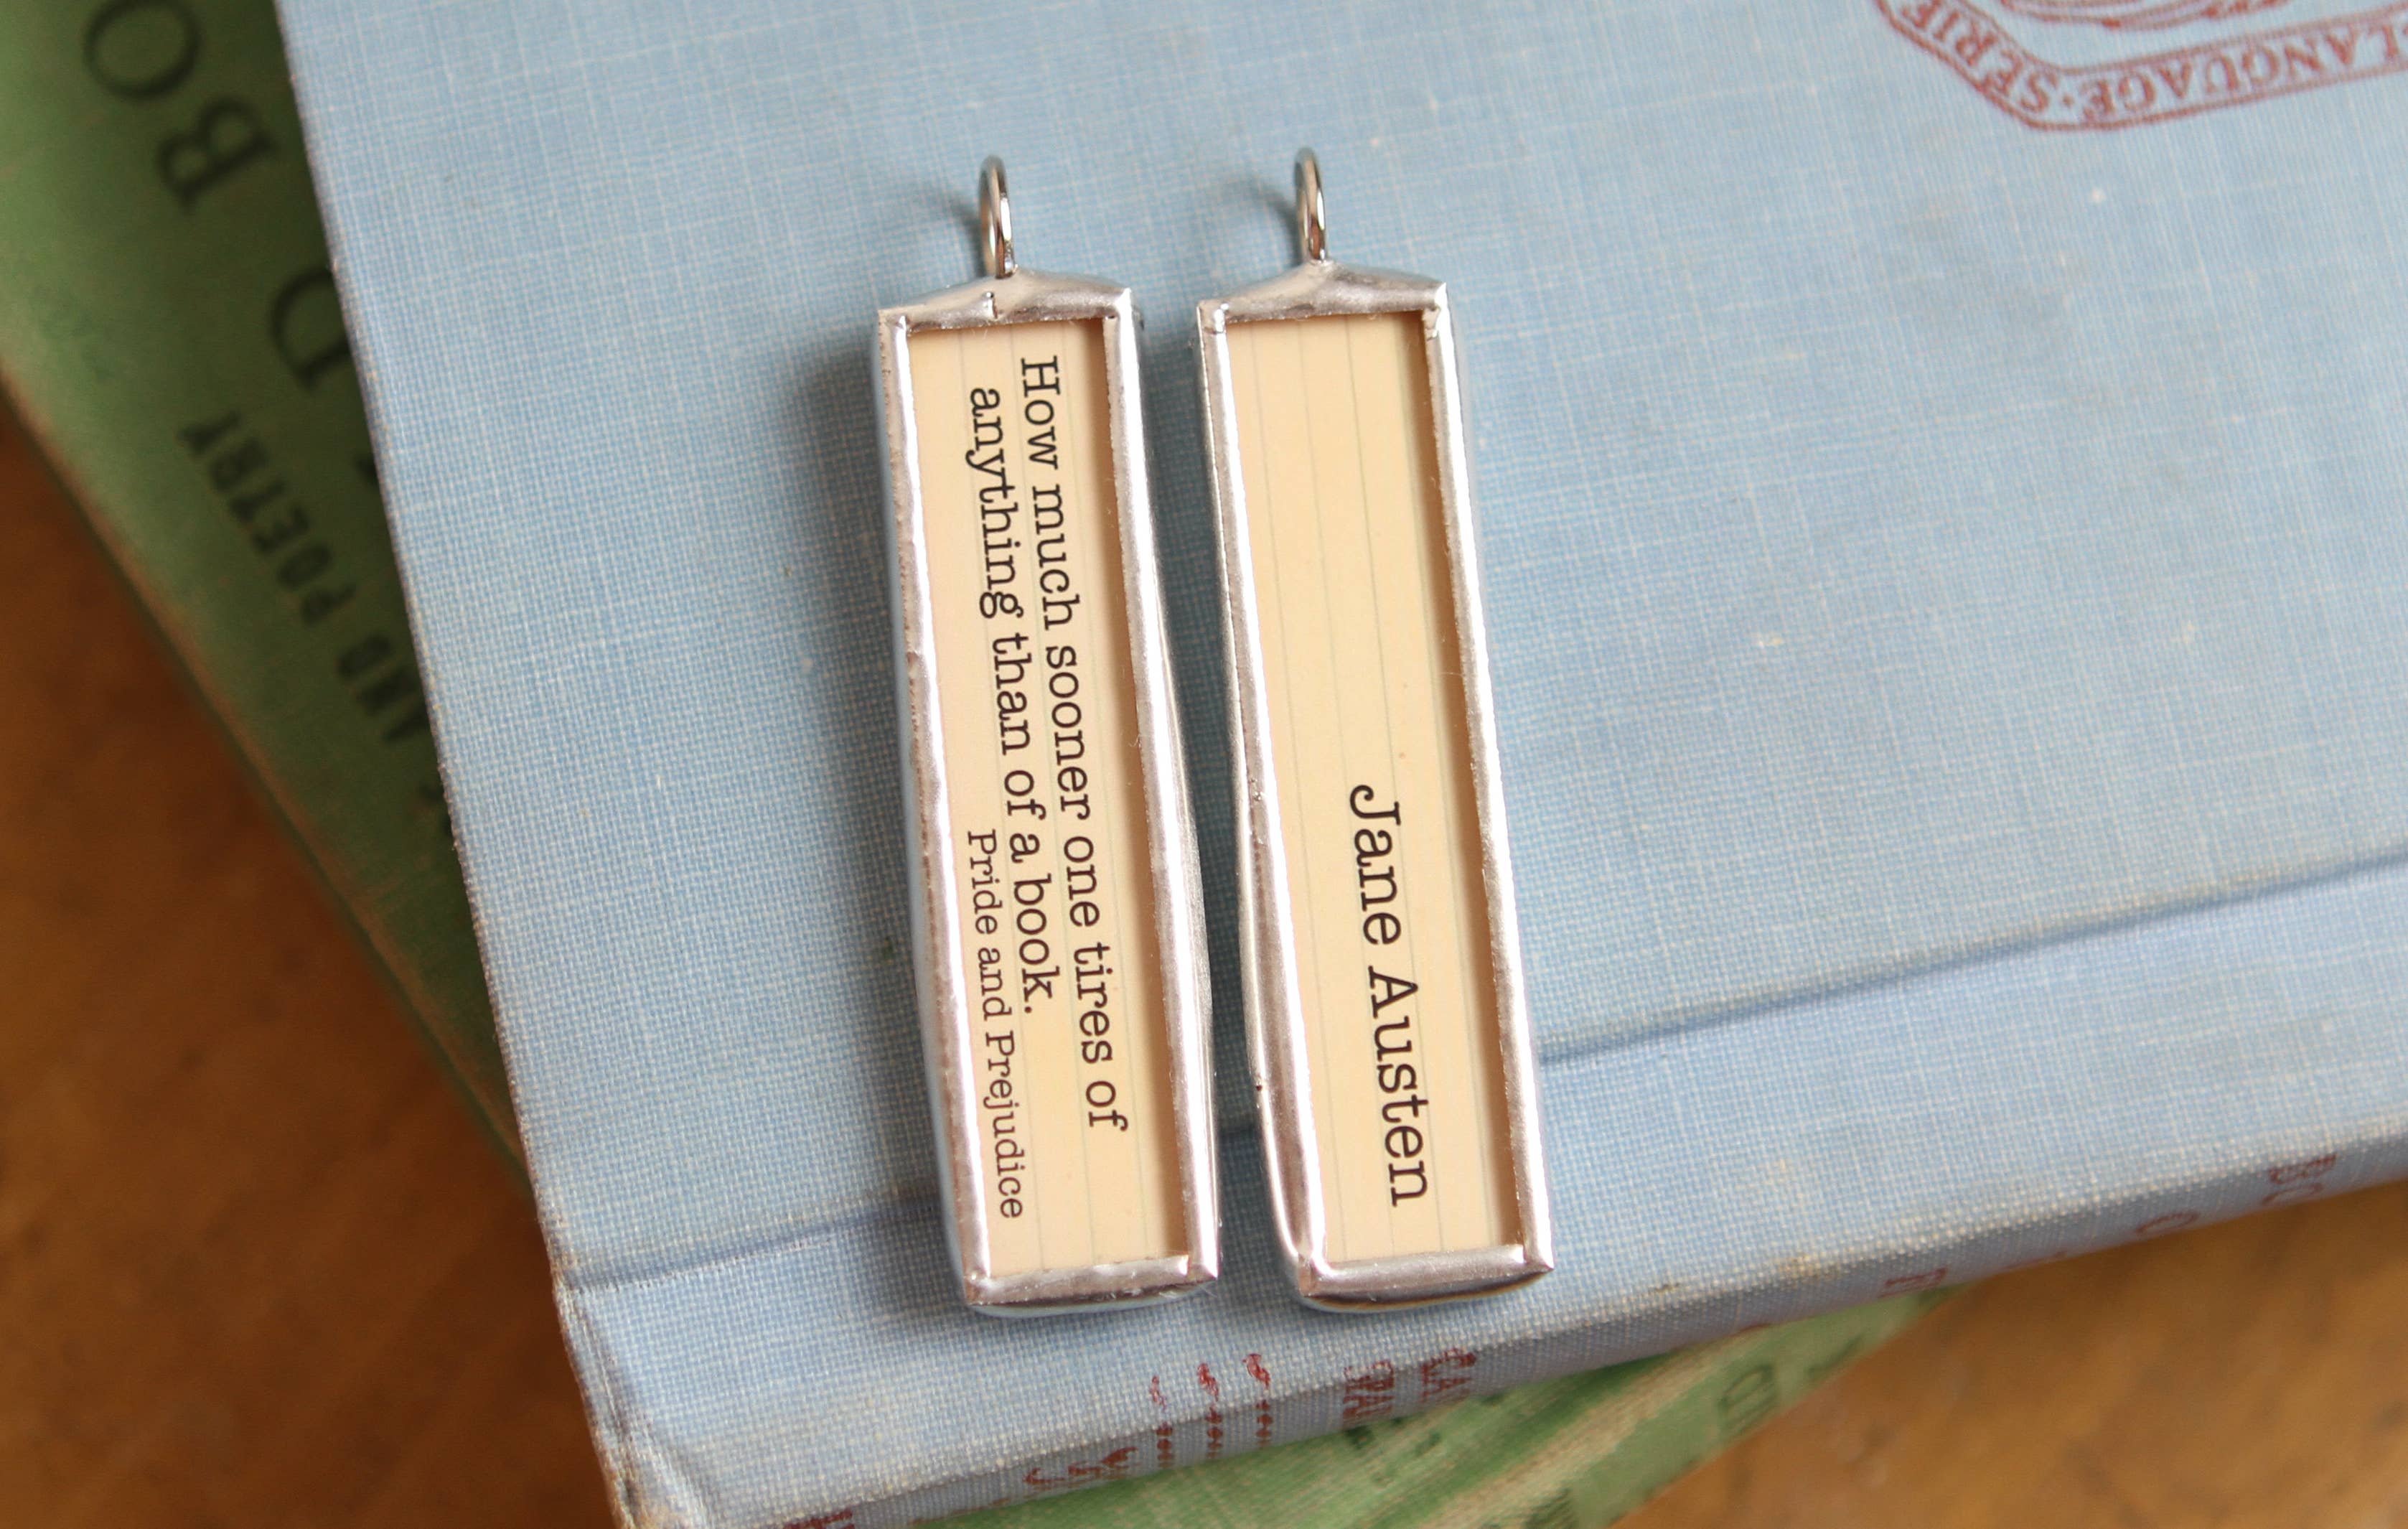 How much sooner one tires of
anything than of a book.
Pride and Prejudice
Jane Austen
LANGUAGE·SERIE
BO
D
AND POETRY